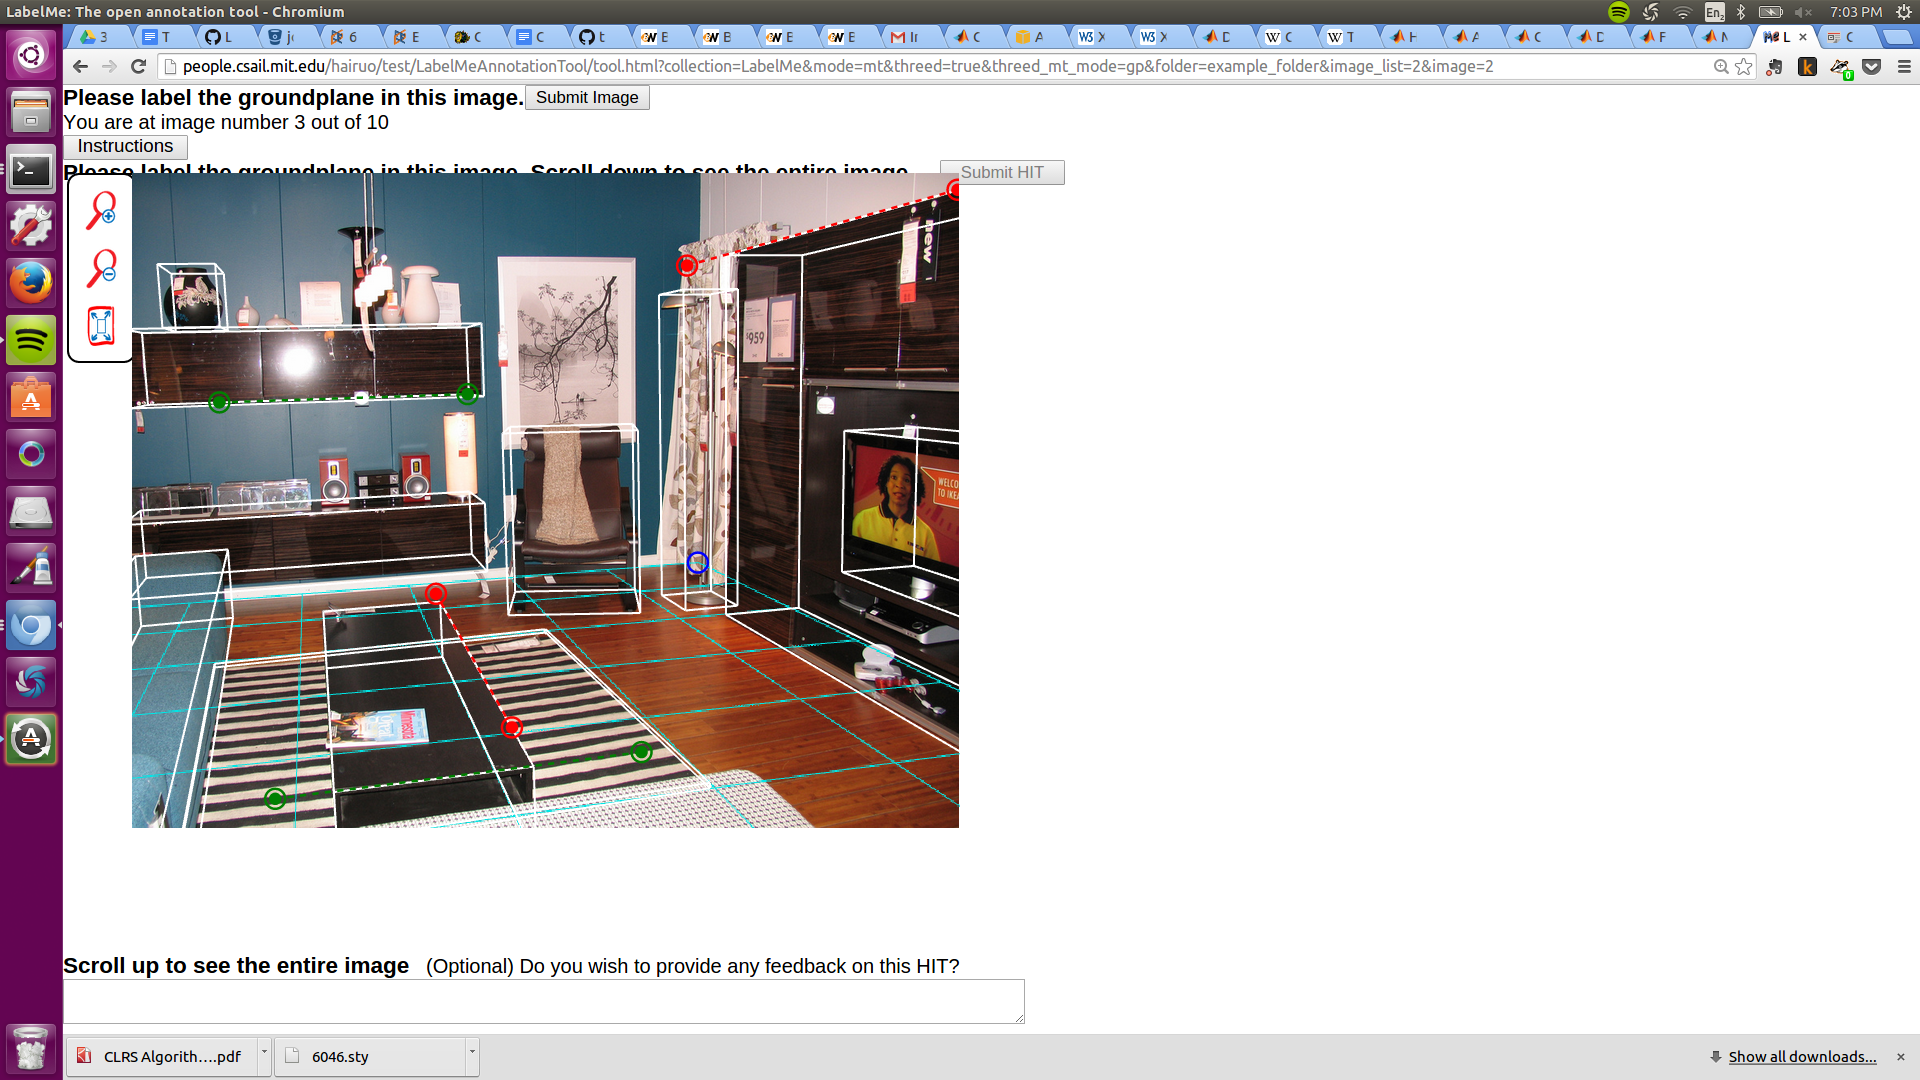 LabelMe: The open annotation tool - Chromium
En2
7:03 PM
3
T
L
6
E
C
C
t
E
E
E
E
C
A
X
X
D
C
T
H
A
C
D
F
L
C
people.csail.mit.edu/hairuo/test/LabelMeAnnotationTool/tool.html?collection=LabelMe&mode=mt&threed=true&threed_mt_mode=gp&folder=example_folder&image_list=2&image=2
Please label the groundplane in this image.
Submit Image
You are at image number 3 out of 10
Instructions
Please label the groundplane in this image. Scroll down to see the entire image
Submit HIT
new
959
WELCO
TO IKEA
Minnesota
Scroll up to see the entire image
(Optional) Do you wish to provide any feedback on this HIT?
CLRS Algorith....pdf
6046.sty
Show all downloads...